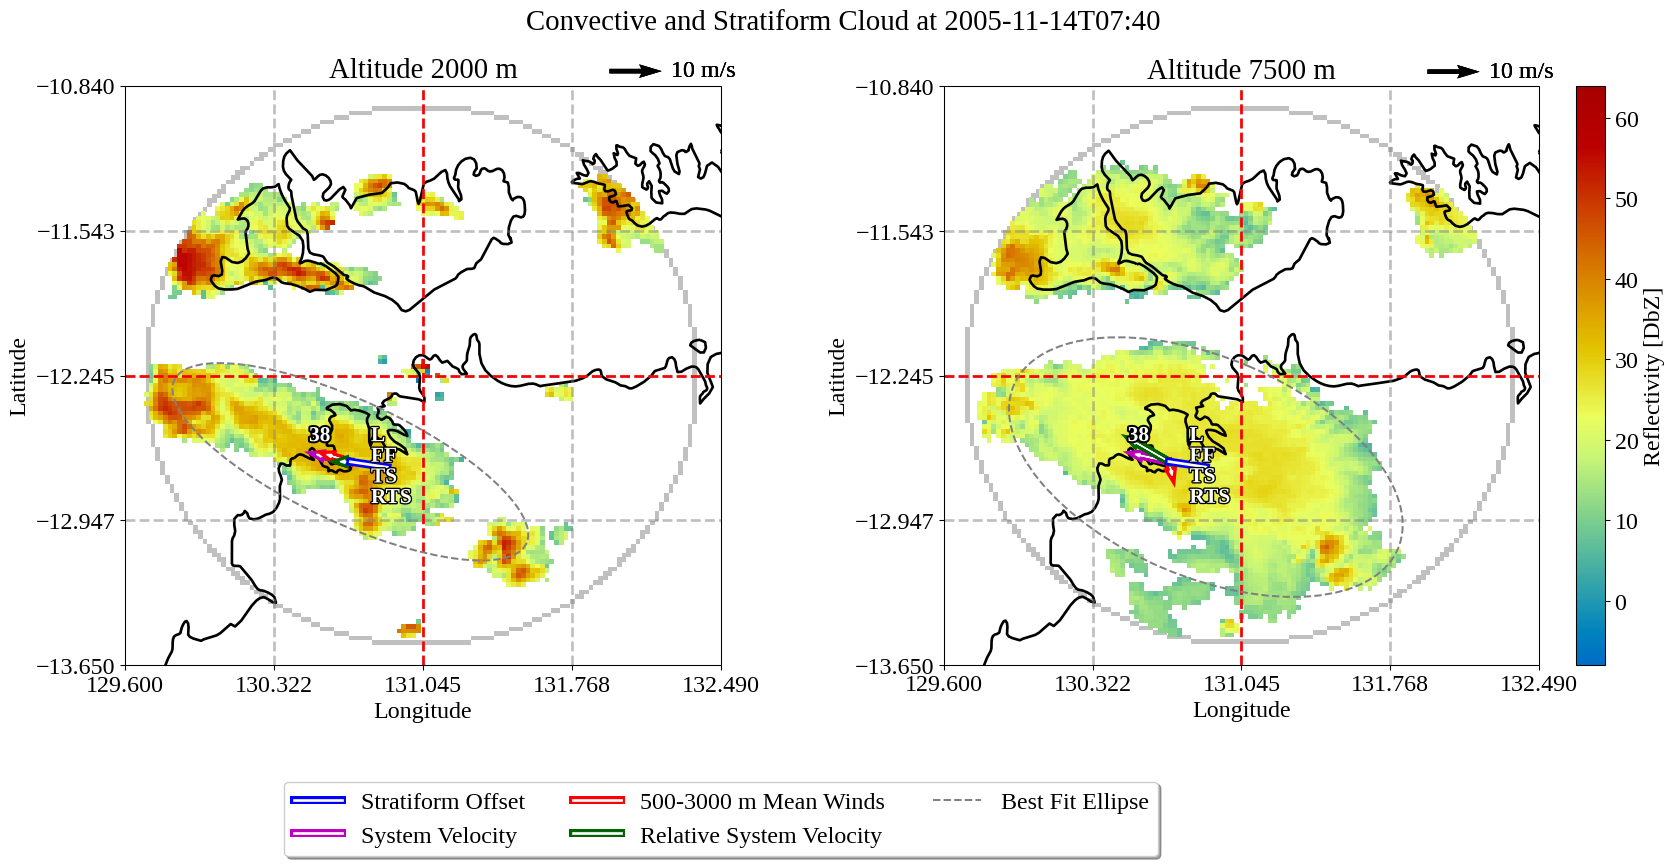 Convective and Stratiform Cloud at 2005-11-14T07:40
Altitude 2000 m
10 m/s
−10.840
−11.543
−12.245
−12.947
−13.650
Latitude
129.600
130.322
131.045
131.768
132.490
Longitude
38
L
FF
TS
RTS
Altitude 7500 m
10 m/s
−10.840
−11.543
−12.245
−12.947
−13.650
Latitude
129.600
130.322
131.045
131.768
132.490
Longitude
38
L
FF
TS
RTS
60
50
40
30
20
10
0
Reflectivity [DbZ]
Stratiform Offset
System Velocity
500-3000 m Mean Winds
Relative System Velocity
Best Fit Ellipse